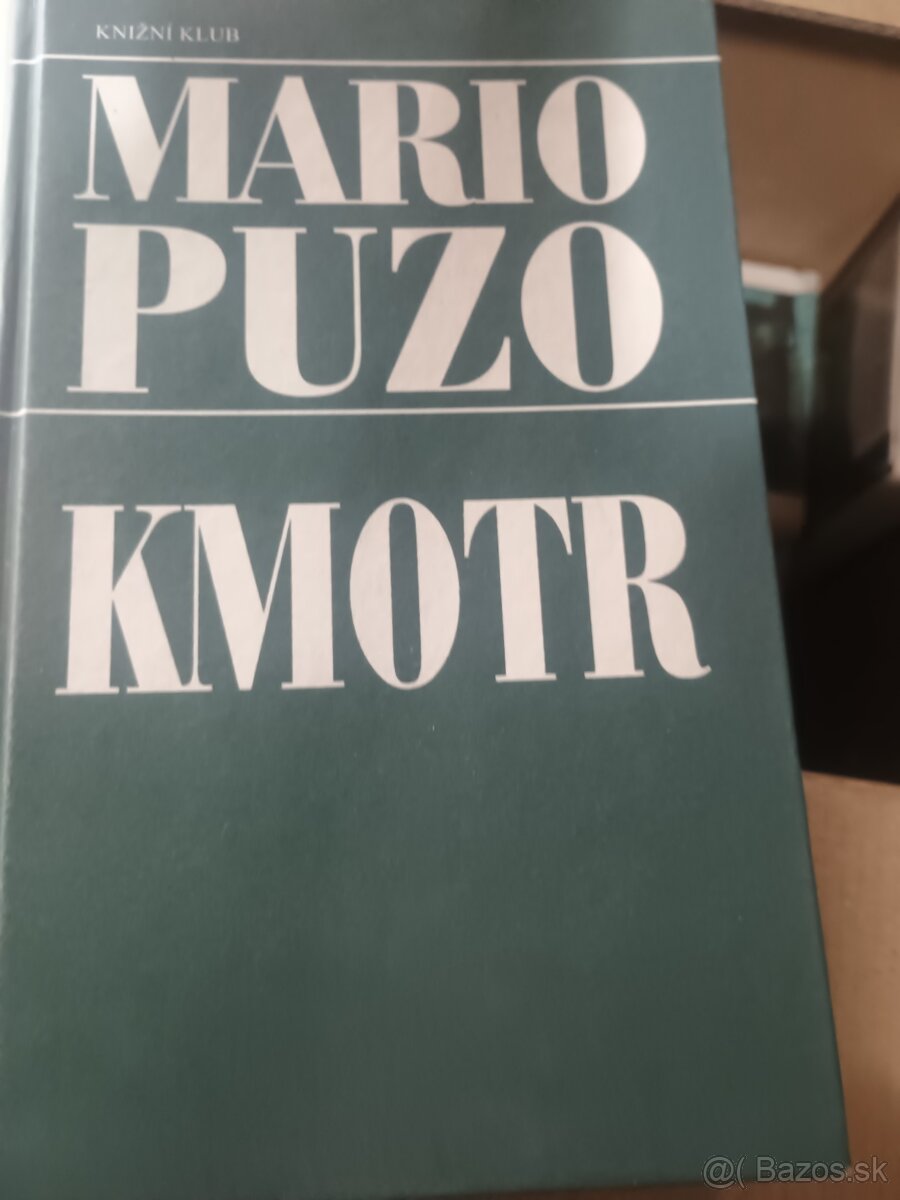 KNIŽNÍ KLUB
MARIO
PUZO
KMOTR
@( Bazos.sk